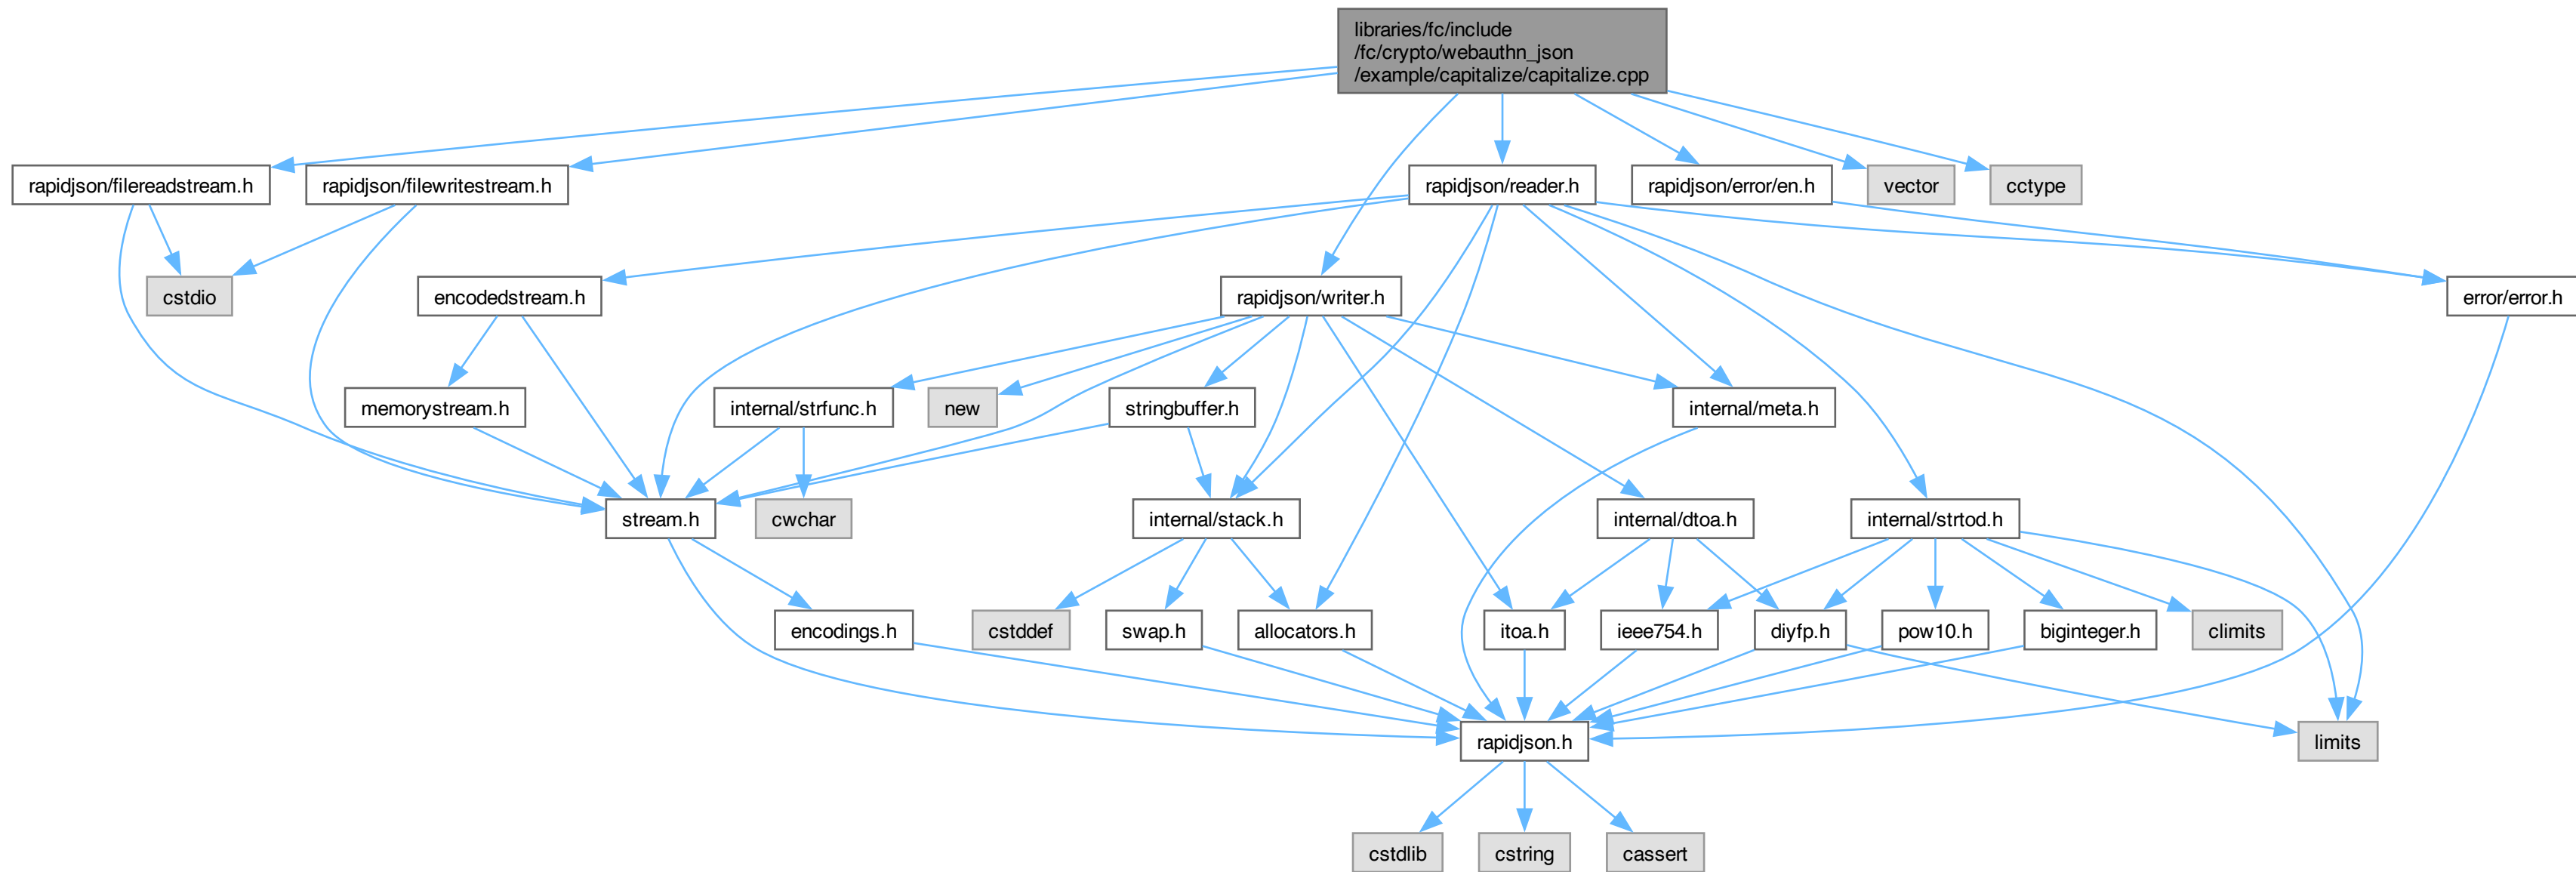 libraries/fc/include
/fc/crypto/webauthn_json
/example/capitalize/capitalize.cpp
rapidjson/filereadstream.h
rapidjson/filewritestream.h
rapidjson/reader.h
rapidjson/error/en.h
vector
cctype
cstdio
encodedstream.h
rapidjson/writer.h
error/error.h
memorystream.h
internal/strfunc.h
new
stringbuffer.h
internal/meta.h
stream.h
cwchar
internal/stack.h
internal/dtoa.h
internal/strtod.h
encodings.h
cstddef
swap.h
allocators.h
itoa.h
ieee754.h
diyfp.h
pow10.h
biginteger.h
climits
rapidjson.h
limits
cstdlib
cstring
cassert